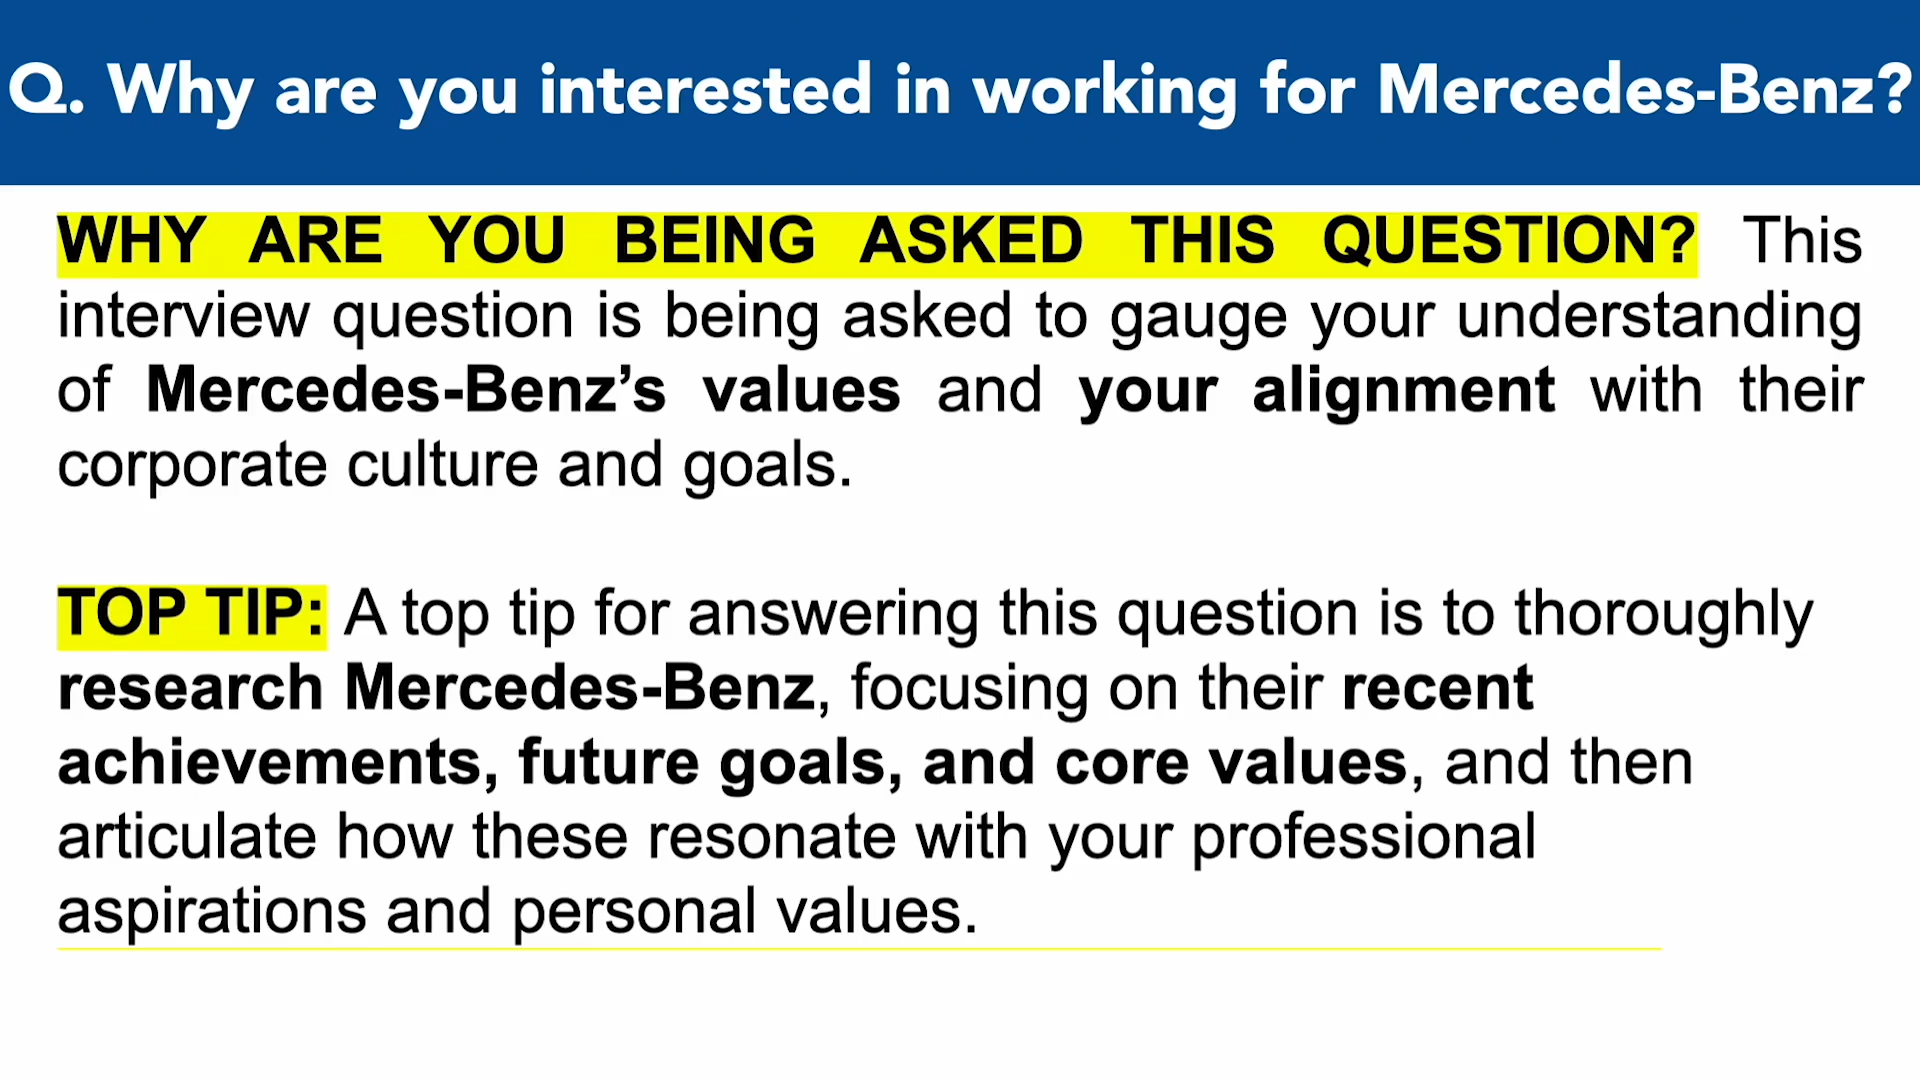 Q. Why are you interested in working for Mercedes-Benz?
WHY ARE YOU BEING ASKED THIS QUESTION? This
interview question is being asked to gauge your understanding
of Mercedes-Benz’s values and your alignment with their
corporate culture and goals.
TOP TIP: A top tip for answering this question is to thoroughly
research Mercedes-Benz, focusing on their recent
achievements, future goals, and core values, and then
articulate how these resonate with your professional
aspirations and personal values.